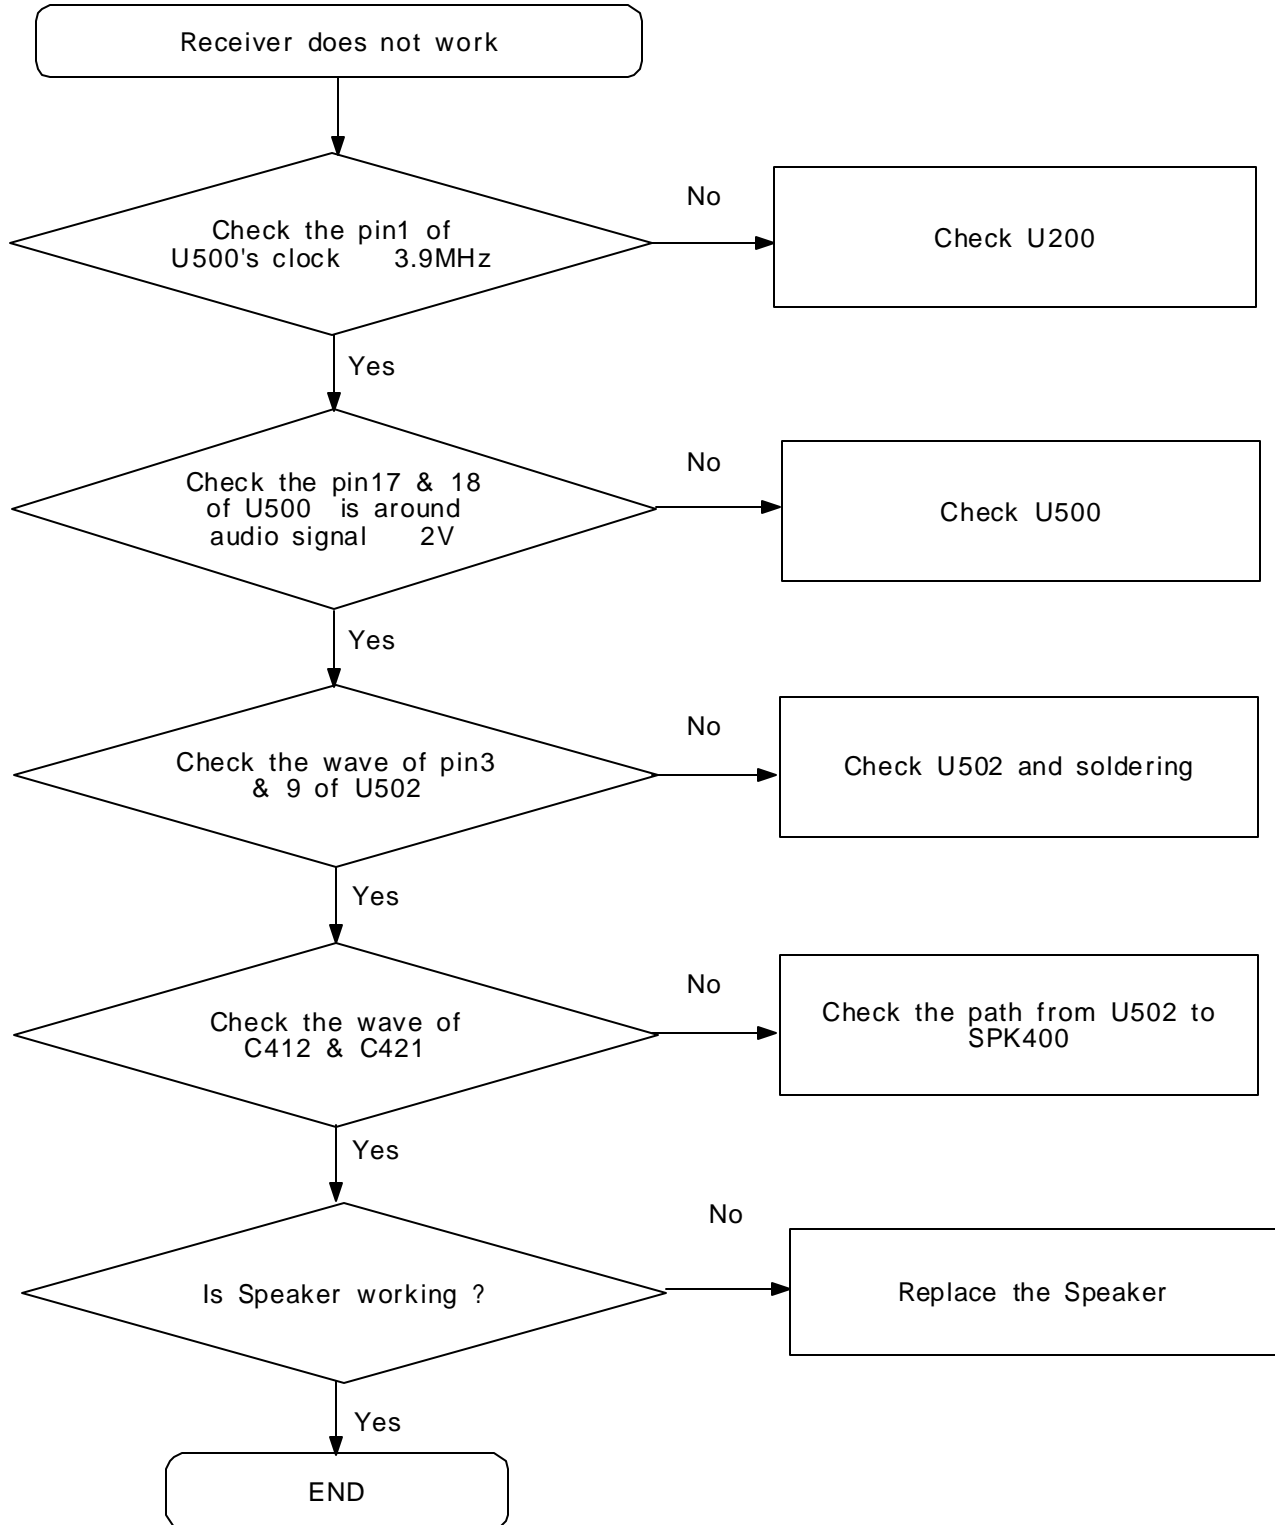 Receiver does not work
Check the pin1 of
U500's clock 3.9MHz
No
Check U200
Yes
Check the pin17 & 18
of U500 is around
audio signal 2V
No
Check U500
Yes
Check the wave of pin3
& 9 of U502
No
Check U502 and soldering
Yes
Check the wave of
C412 & C421
No
Check the path from U502 to
SPK400
Yes
Is Speaker working ?
No
Replace the Speaker
Yes
END